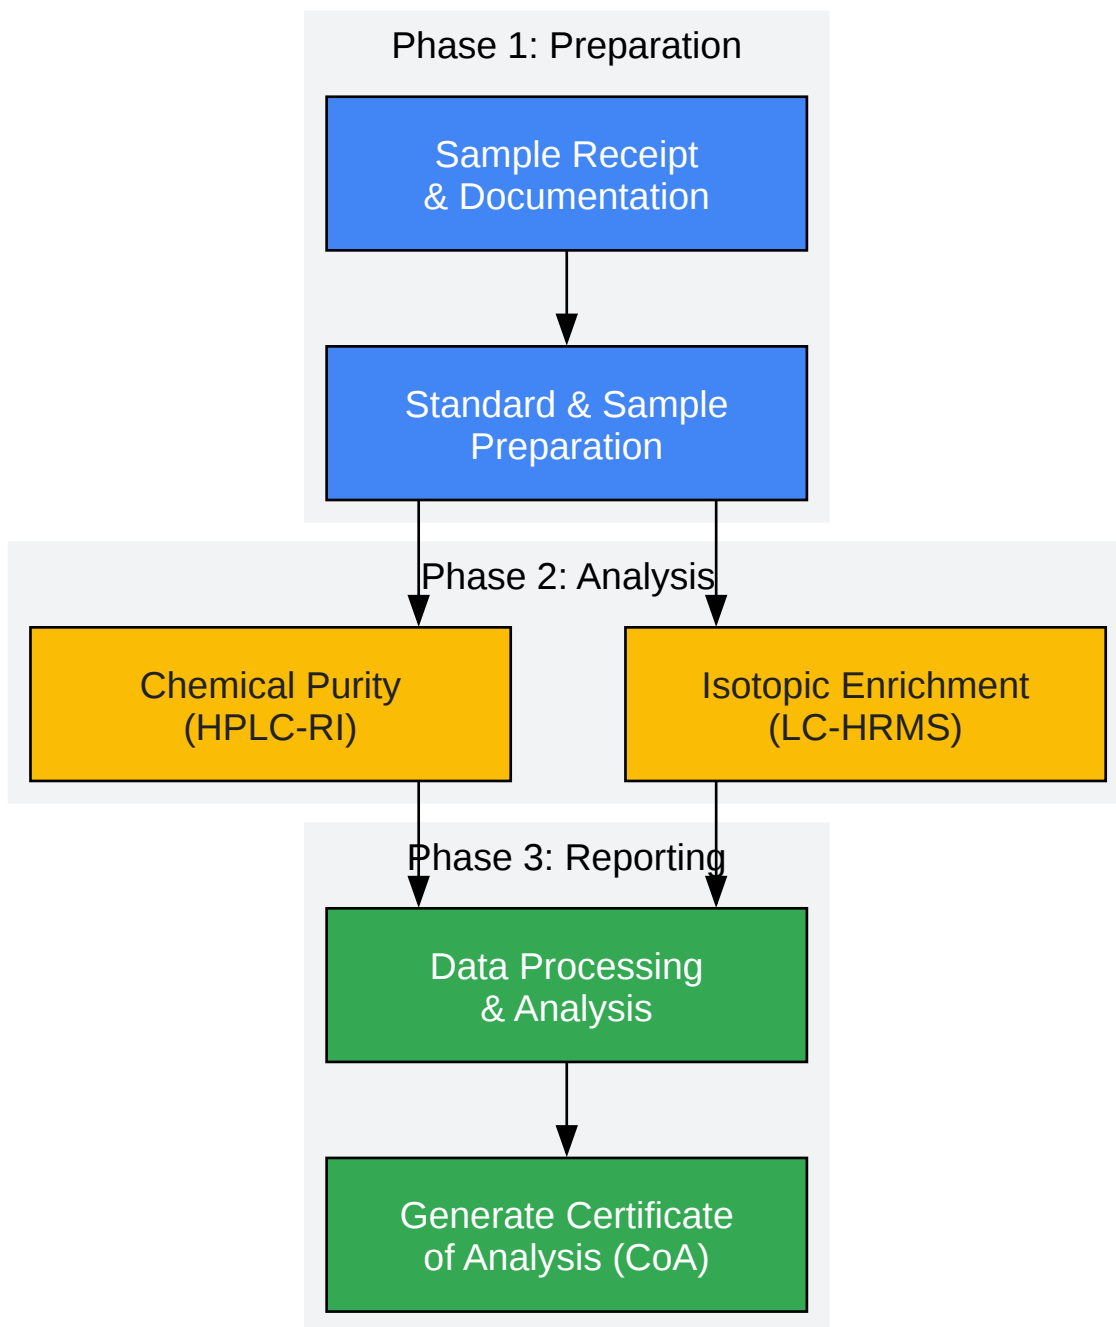 Phase 1: Preparation
Sample Receipt
& Documentation
Standard & Sample
Preparation
Phase 2: Analysis
Chemical Purity
(HPLC-RI)
Isotopic Enrichment
(LC-HRMS)
Phase 3: Reporting
Data Processing
& Analysis
Generate Certificate
of Analysis (CoA)